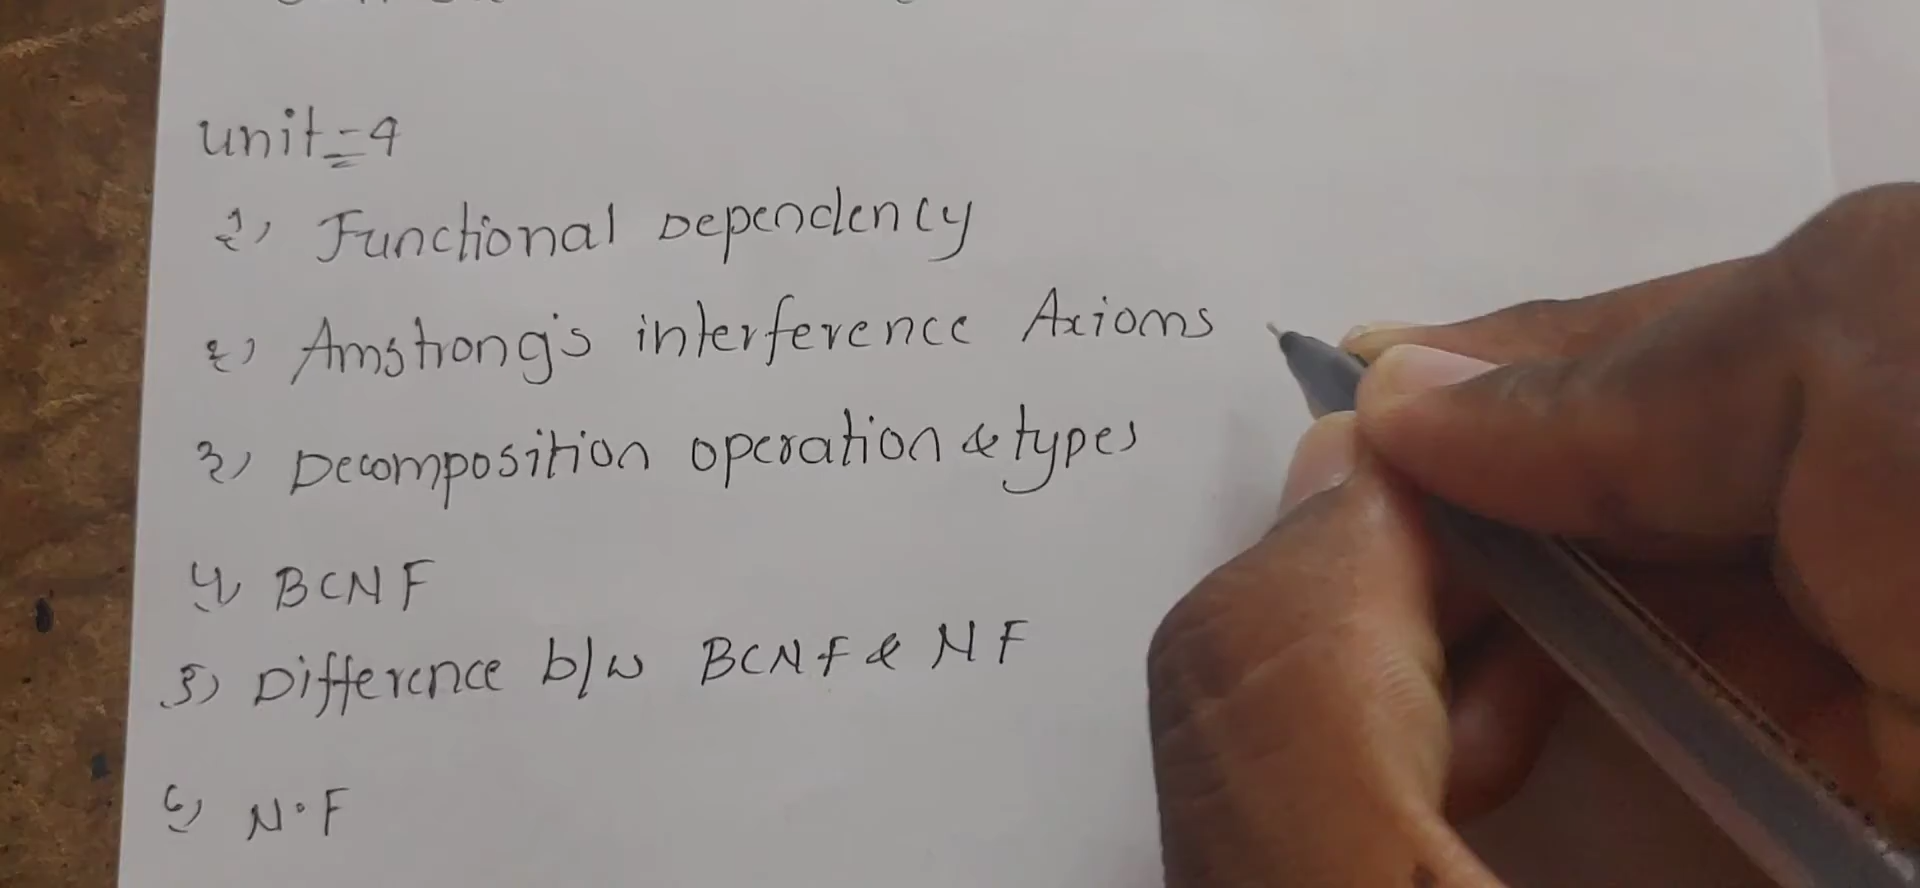 unit-4
1) Functional Dependency
2) Amstrong's interference Axioms
3) Decomposition operation & types
4) BCNF
5) Difference b/w BCNF & NF
6) N.F